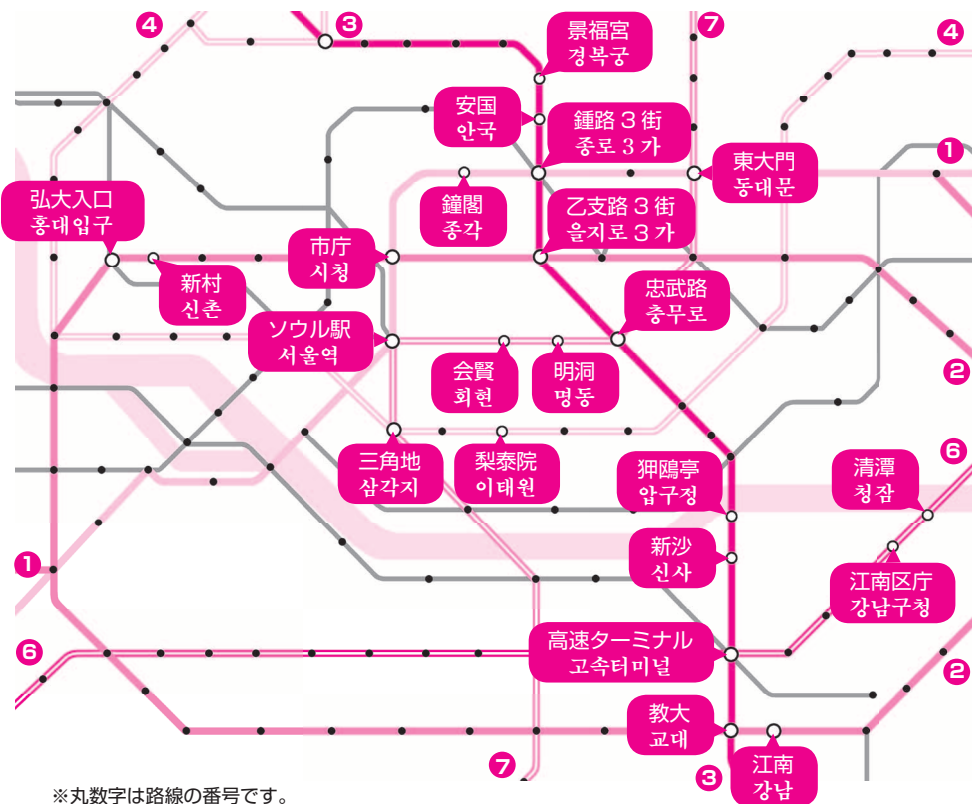 4
3
7
4
景福宮
경복궁
安国
안국
鍾路3街
종로3가
1
東大門
동대문
鐘閣
종각
弘大入口
홍대입구
乙支路3街
을지로3가
市庁
시청
新村
신촌
忠武路
충무로
ソウル駅
서울역
会賢
회현
明洞
명동
2
三角地
삼각지
梨泰院
이태원
狎鴎亭
압구정
清潭
청잠
6
新沙
신사
1
江南区庁
강남구청
6
高速ターミナル
고속터미널
2
教大
교대
7
3
江南
강남
※丸数字は路線の番号です。